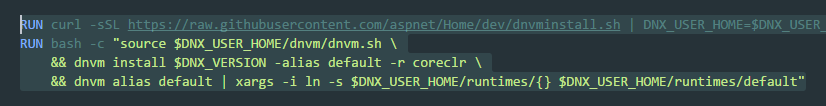 RUN curl -sSL https://raw.githubusercontent.com/aspnet/Home/dev/dnvminstall.sh | DNX_USER_HOME=$DNX_USER_
RUN bash -c "source $DNX_USER_HOME/dnvm/dnvm.sh \
&& dnvm install $DNX_VERSION -alias default -r coreclr \
&& dnvm alias default | xargs -i ln -s $DNX_USER_HOME/runtimes/{} $DNX_USER_HOME/runtimes/default"